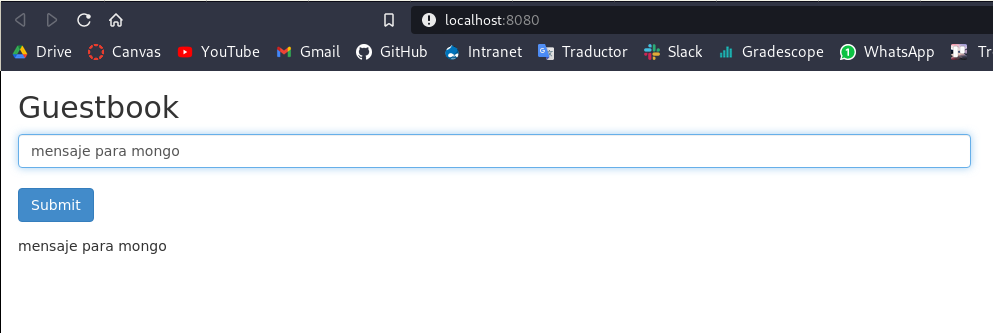 localhost:8080
Drive Canvas YouTube Gmail GitHub Intranet Traductor Slack Gradescope 1 WhatsApp Tr
Guestbook
mensaje para mongo
Submit
mensaje para mongo